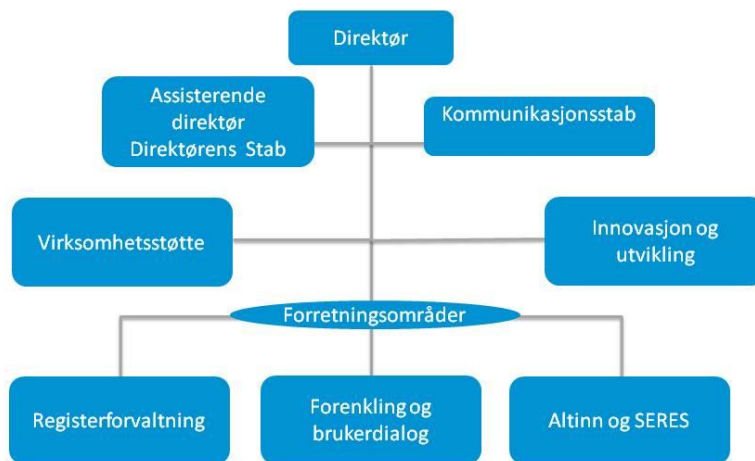 Direktør
Assisterende
direktør
Direktørens Stab
Kommunikasjonsstab
Virksomhetsstøtte
Innovasjon og
utvikling
Forretningsområder
Registerforvaltning
Forenkling og
brukerdialog
Altinn og SERES